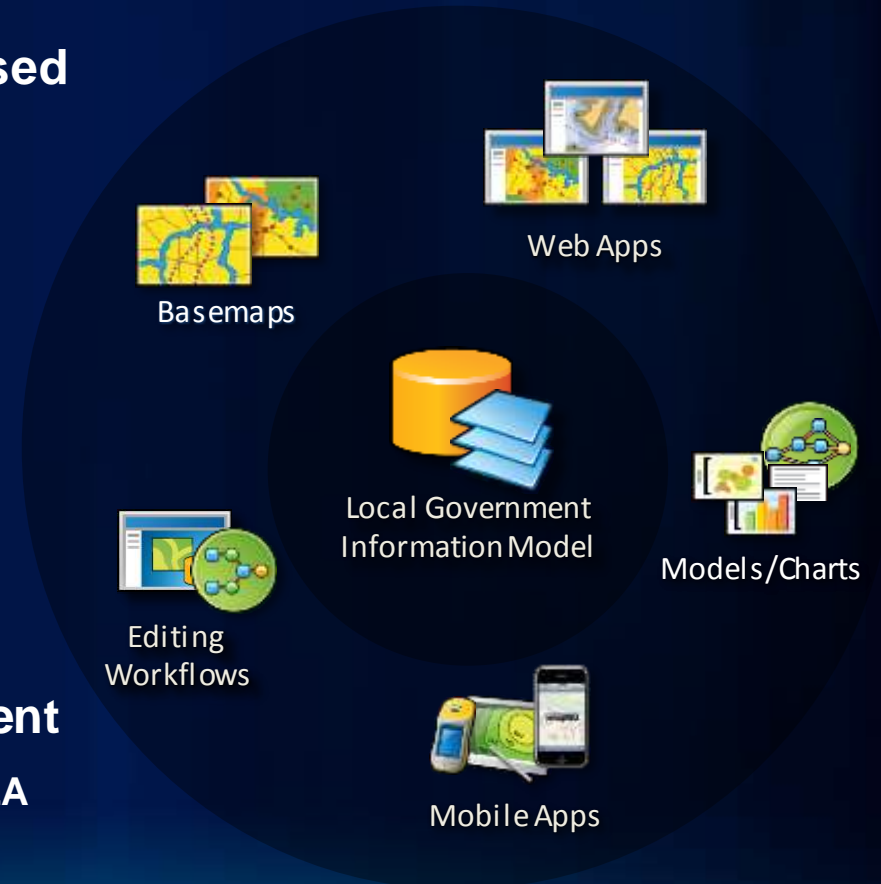 sed
Web Apps
Basemaps
Local Government
Information Model
Models/Charts
Editing
Workflows
ent
A
Mobile Apps